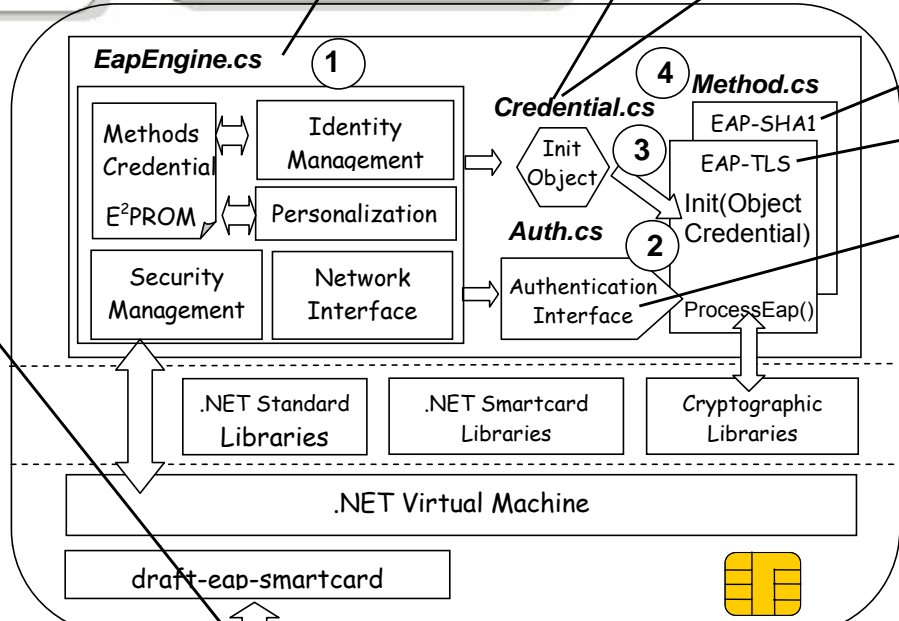 EapEngine.cs
1
Methods
Credential
E²PROM
Identity
Management
Personalization
Security
Management
Network
Interface
Credential.cs
Init
Object
3
4
Method.cs
EAP-SHA1
EAP-TLS
Init(Object
Credential)
ProcessEap()
Auth.cs
2
Authentication
Interface
.NET Standard
Libraries
.NET Smartcard
Libraries
Cryptographic
Libraries
.NET Virtual Machine
draft-eap-smartcard